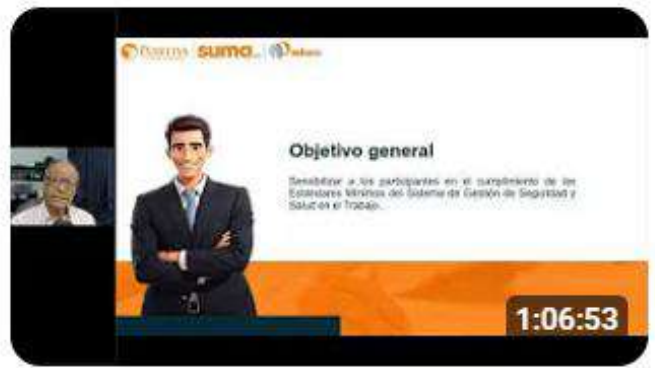 POSITIVA suma
Objetivo general
Sensibilizar a los participantes en el cumplimiento de los
Estándares Mínimos del Sistema de Gestión de Seguridad y
Salud en el Trabajo.
1:06:53